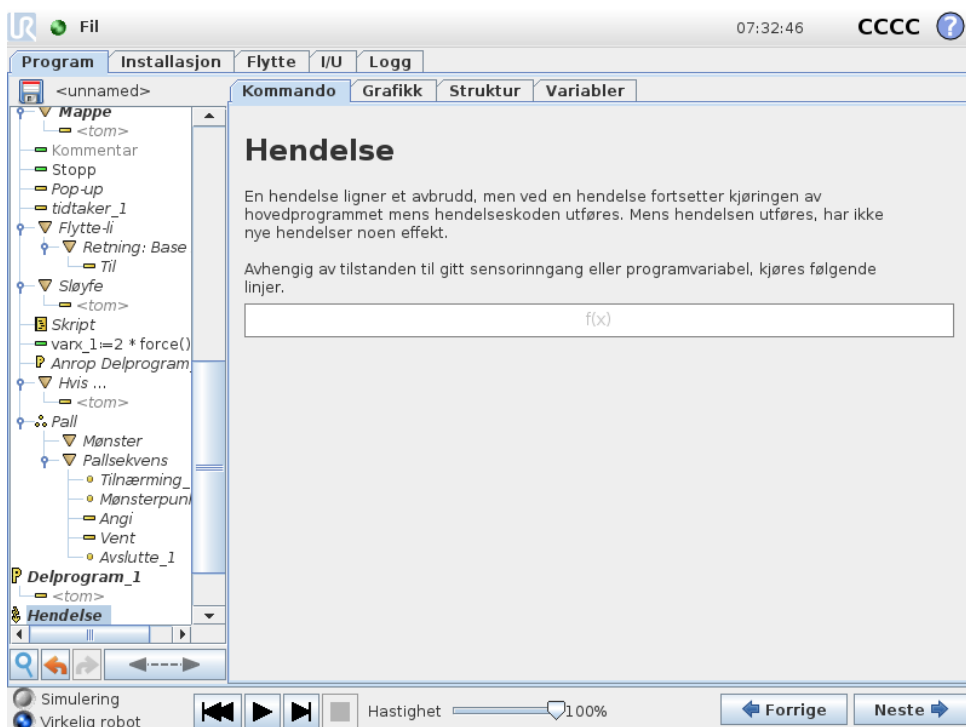 Fil
07:32:46
CCCC
?
Program
Installasjon
Flytte
I/U
Logg
<unnamed>
Kommando
Grafikk
Struktur
Variabler
Mappe
<tom>
Kommentar
Stopp
Pop-up
tidtaker_1
Flytte-li
Retning: Base
Til
Sløyfe
<tom>
Skript
varx_1:=2 * force()
Anrop Delprogram
Hvis ...
<tom>
Pall
Mønster
Pallsekvens
Tilnærming_
Mønsterpunl
Angi
Vent
Avslutte_1
Delprogram_1
<tom>
Hendelse
Hendelse
En hendelse ligner et avbrudd, men ved en hendelse fortsetter kjøringen av
hovedprogrammet mens hendelseskoden utføres. Mens hendelsen utføres, har ikke
nye hendelser noen effekt.
Avhengig av tilstanden til gitt sensorinngang eller programvariabel, kjøres følgende
linjer.
f(x)
Simulering
Virkelig robot
Hastighet
100%
Forrige
Neste